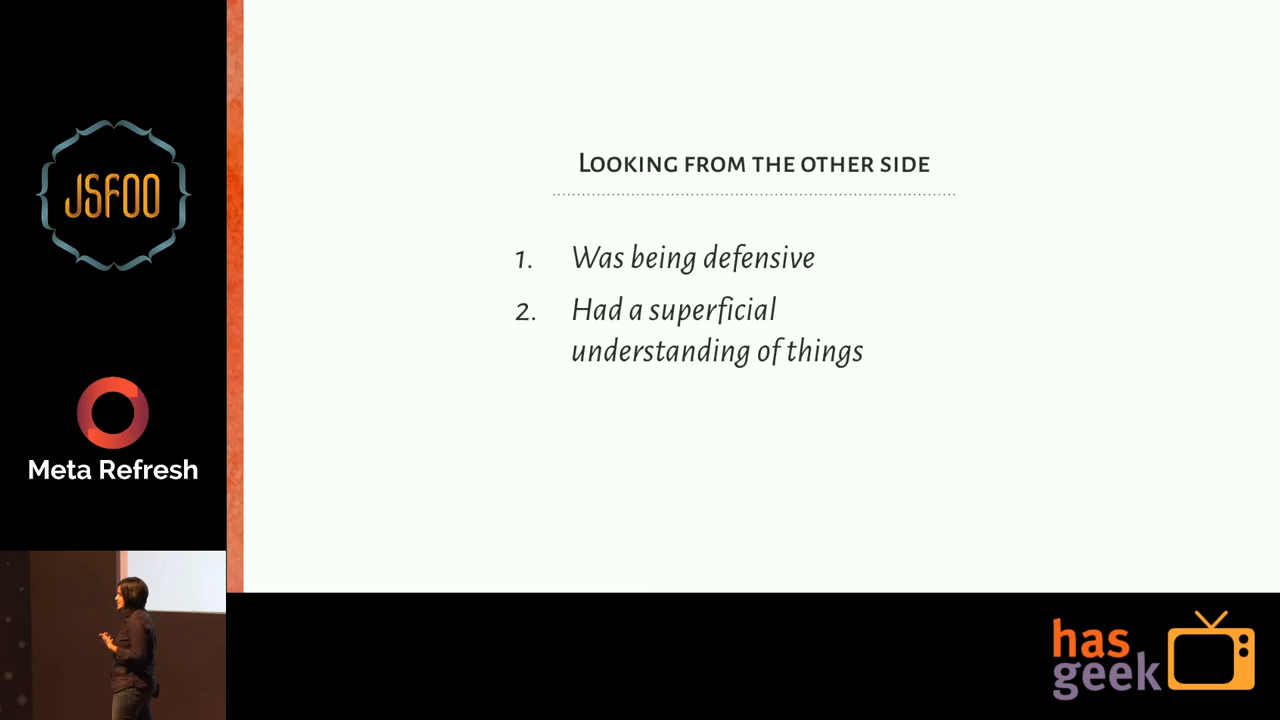 JSFOO
Meta Refresh
Looking from the other side
1. Was being defensive
2. Had a superficial
understanding of things
has
geek